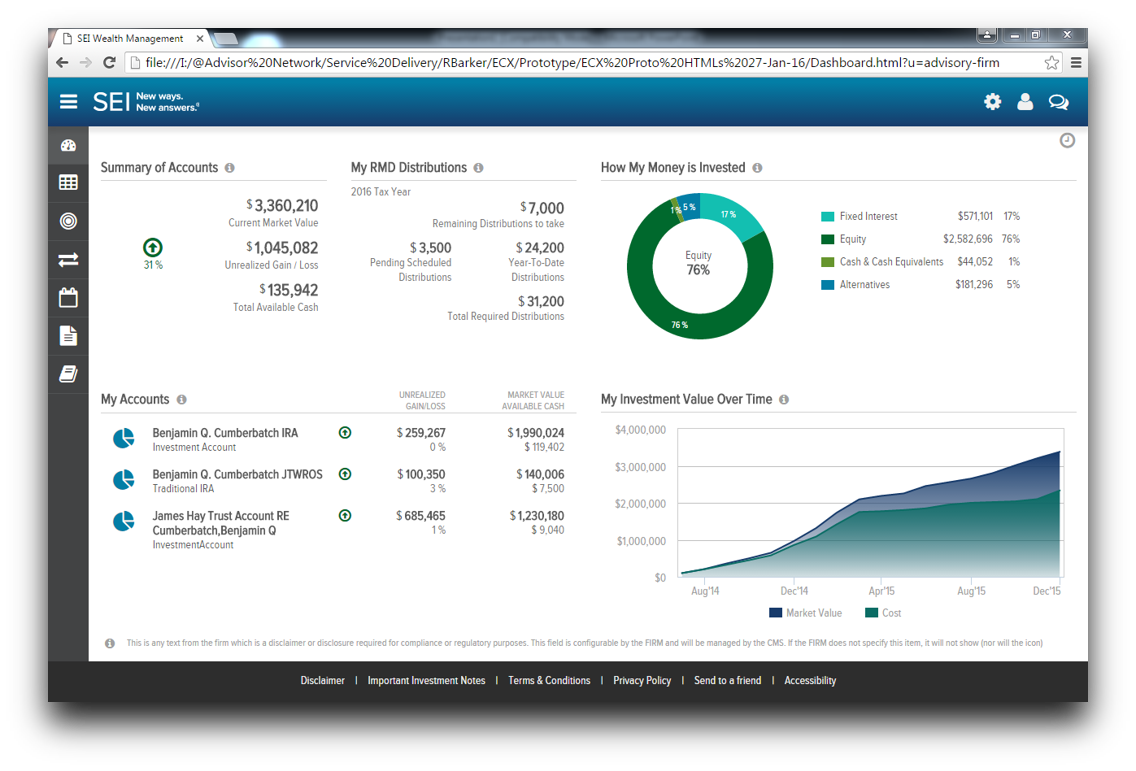 SEI Wealth Management
file:///I:/@Advisor%20Network/Service%20Delivery/RBarker/ECX/Prototype/ECX%20Proto%20HTMLs%2027-Jan-16/Dashboard.html?u=advisory-firm
SEI New ways.
New answers.®
Summary of Accounts
$3,360,210
Current Market Value
$1,045,082
Unrealized Gain / Loss
31 %
$135,942
Total Available Cash
My RMD Distributions
2016 Tax Year
$7,000
Remaining Distributions to take
$3,500 $24,200
Pending Scheduled Year-To-Date
Distributions Distributions
$31,200
Total Required Distributions
How My Money is Invested
1% 5%
17%
Equity
76%
76%
Fixed Interest $571,101 17%
Equity $2,582,696 76%
Cash & Cash Equivalents $44,052 1%
Alternatives $181,296 5%
My Accounts
UNREALIZED MARKET VALUE
GAIN/LOSS AVAILABLE CASH
Benjamin Q. Cumberbatch IRA $259,267 $1,990,024
Investment Account 0 % $119,402
Benjamin Q. Cumberbatch JTWROS $100,350 $140,006
Traditional IRA 3 % $7,500
James Hay Trust Account RE $685,465 $1,230,180
Cumberbatch,Benjamin Q 1 % $9,040
InvestmentAccount
My Investment Value Over Time
$4,000,000
$3,000,000
$2,000,000
$1,000,000
$0
Aug'14 Dec'14 Apr'15 Aug'15 Dec'15
Market Value Cost
This is any text from the firm which is a disclaimer or disclosure required for compliance or regulatory purposes. This field is configurable by the FIRM and will be managed by the CMS. If the FIRM does not specify this item, it will not show (nor will the icon)
Disclaimer | Important Investment Notes | Terms & Conditions | Privacy Policy | Send to a friend | Accessibility